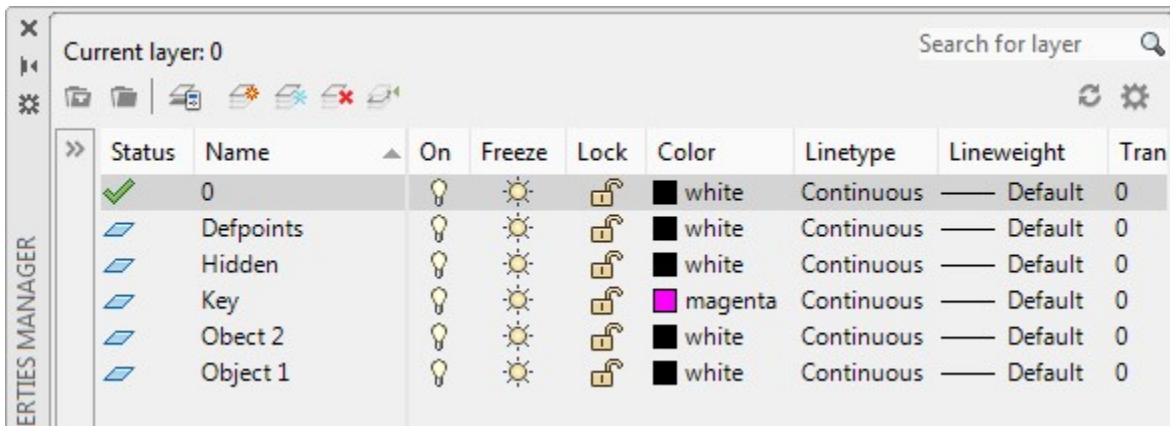 Current layer: 0 Search for layer
Status Name On Freeze Lock Color Linetype Lineweight Tran
0 white Continuous Default 0
Defpoints white Continuous Default 0
Hidden white Continuous Default 0
Key magenta Continuous Default 0
Obect 2 white Continuous Default 0
Object 1 white Continuous Default 0
ERTIES MANAGER